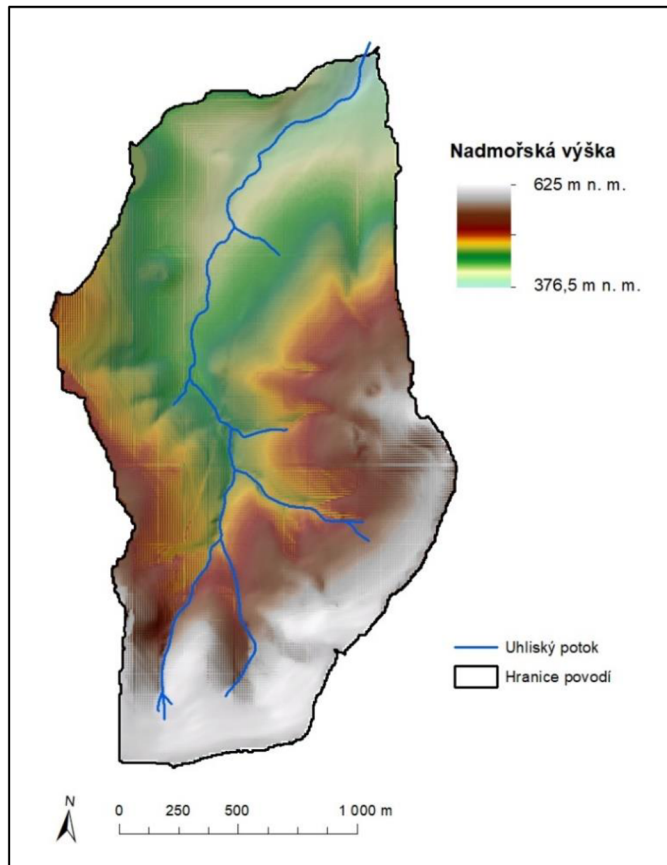 Nadmořská výška
625 m n. m.
376,5 m n. m.
Uhliský potok
Hranice povodí
N
0 250 500 1 000 m